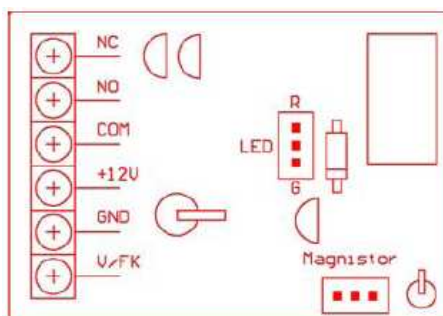 NC
NO
COM
+12V
GND
V/FK
R
LED
G
Magnistor